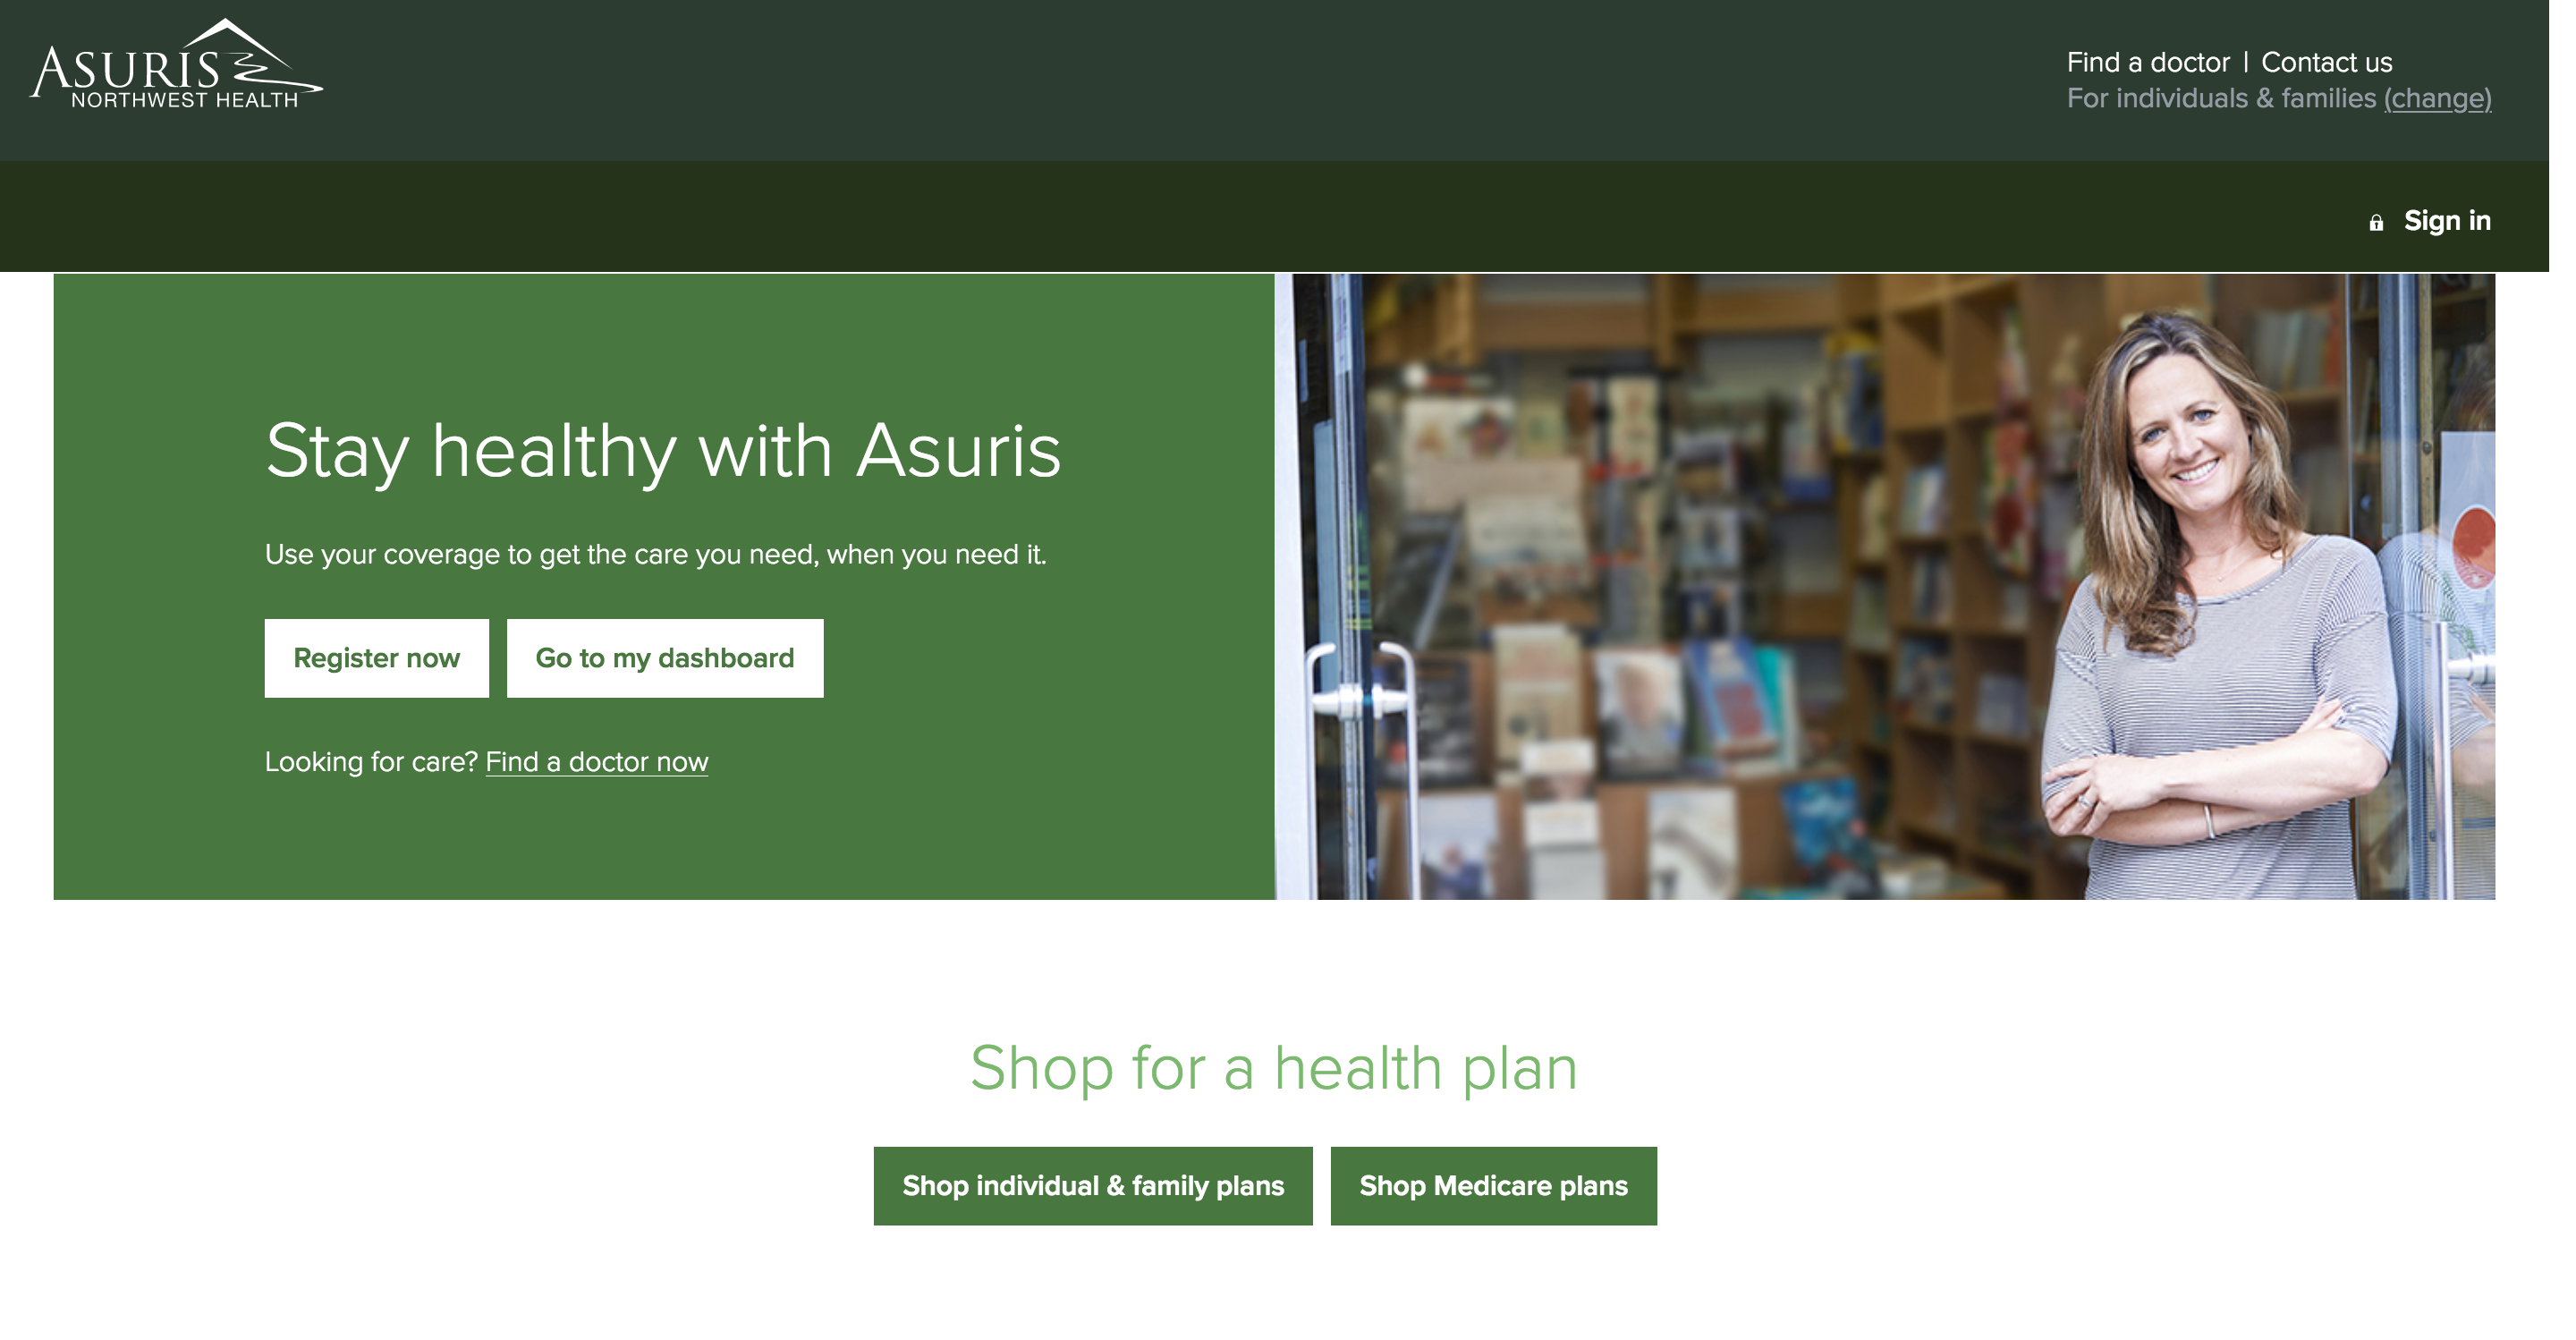 ASURIS
NORTHWEST HEALTH
Find a doctor | Contact us
For individuals & families (change)
Sign in
Stay healthy with Asuris
Use your coverage to get the care you need, when you need it.
Register now
Go to my dashboard
Looking for care? Find a doctor now
Shop for a health plan
Shop individual & family plans
Shop Medicare plans